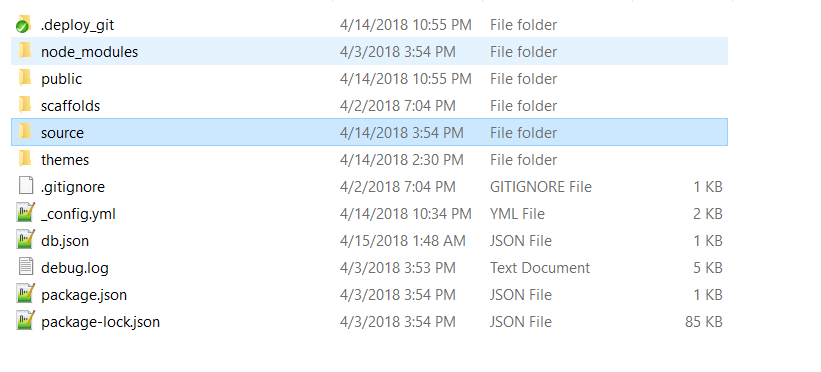 .deploy_git 4/14/2018 10:55 PM File folder
node_modules 4/3/2018 3:54 PM File folder
public 4/14/2018 10:55 PM File folder
scaffolds 4/2/2018 7:04 PM File folder
source 4/14/2018 3:54 PM File folder
themes 4/14/2018 2:30 PM File folder
.gitignore 4/2/2018 7:04 PM GITIGNORE File 1 KB
_config.yml 4/14/2018 10:34 PM YML File 2 KB
db.json 4/15/2018 1:48 AM JSON File 1 KB
debug.log 4/3/2018 3:53 PM Text Document 5 KB
package.json 4/3/2018 3:54 PM JSON File 1 KB
package-lock.json 4/3/2018 3:54 PM JSON File 85 KB